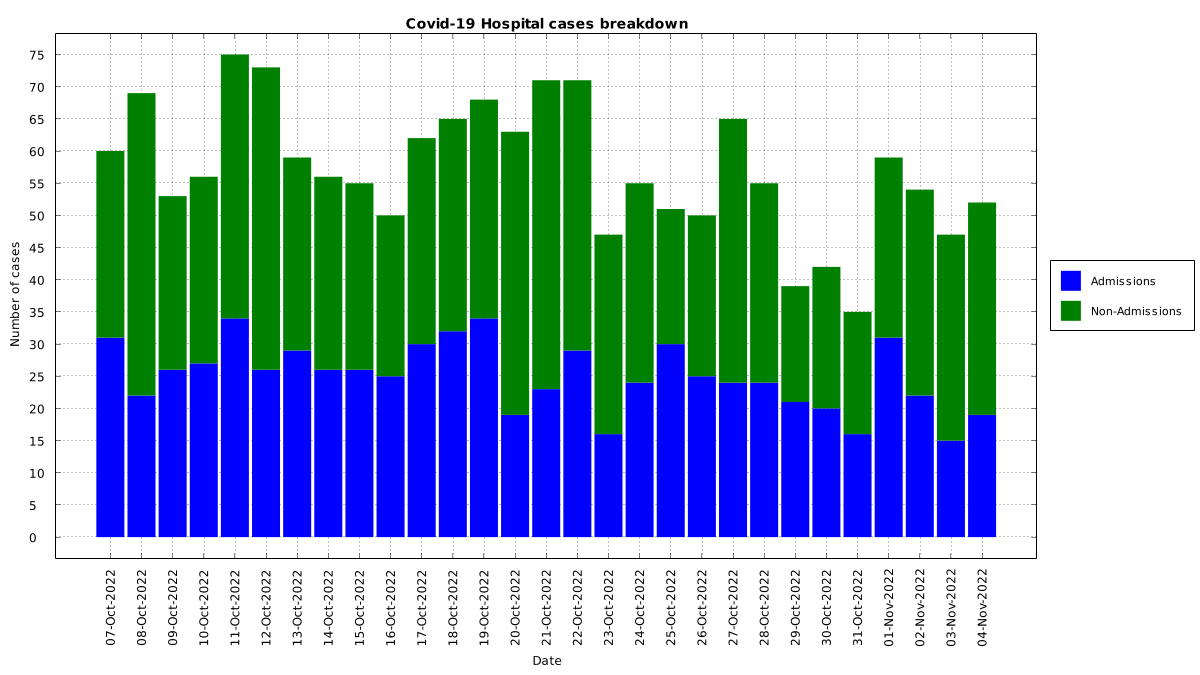 Covid-19 Hospital cases breakdown
Number of cases
75
70
65
60
55
50
45
40
35
30
25
20
15
10
5
0
07-Oct-2022
08-Oct-2022
09-Oct-2022
10-Oct-2022
11-Oct-2022
12-Oct-2022
13-Oct-2022
14-Oct-2022
15-Oct-2022
16-Oct-2022
17-Oct-2022
18-Oct-2022
19-Oct-2022
20-Oct-2022
21-Oct-2022
22-Oct-2022
23-Oct-2022
24-Oct-2022
25-Oct-2022
26-Oct-2022
27-Oct-2022
28-Oct-2022
29-Oct-2022
30-Oct-2022
31-Oct-2022
01-Nov-2022
02-Nov-2022
03-Nov-2022
04-Nov-2022
Date
Admissions
Non-Admissions